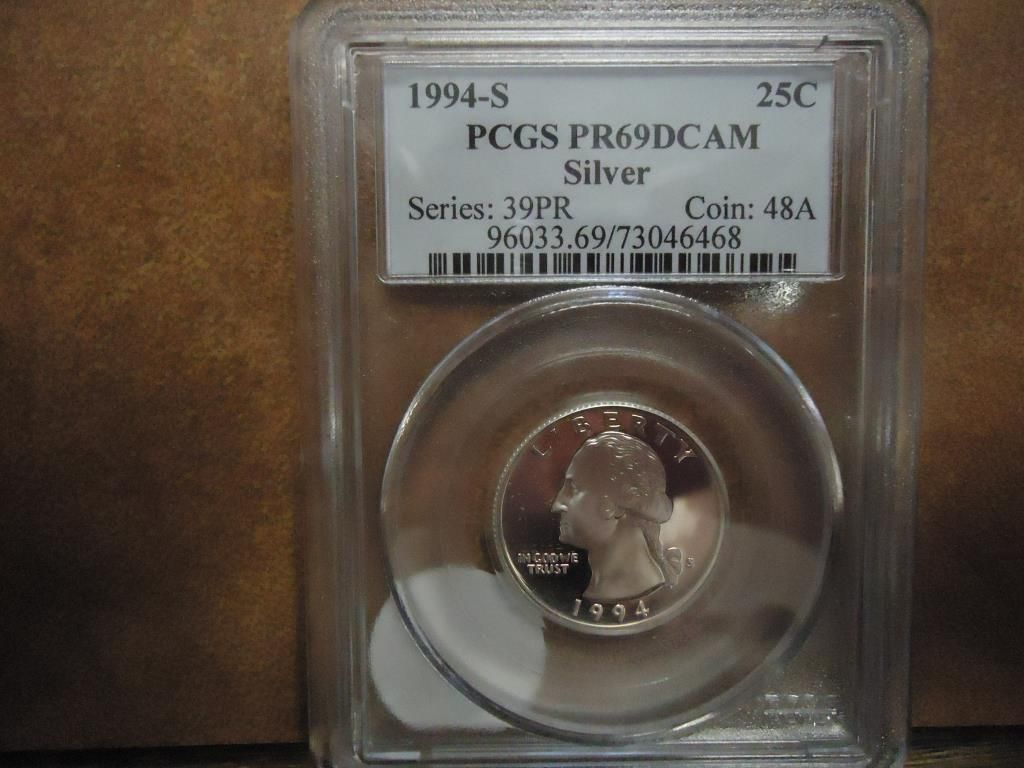 1994-S 25C
PCGS PR69DCAM
Silver
Series: 39PR Coin: 48A
96033.69/73046468
LIBERTY
IN GOD WE
TRUST
S
1994